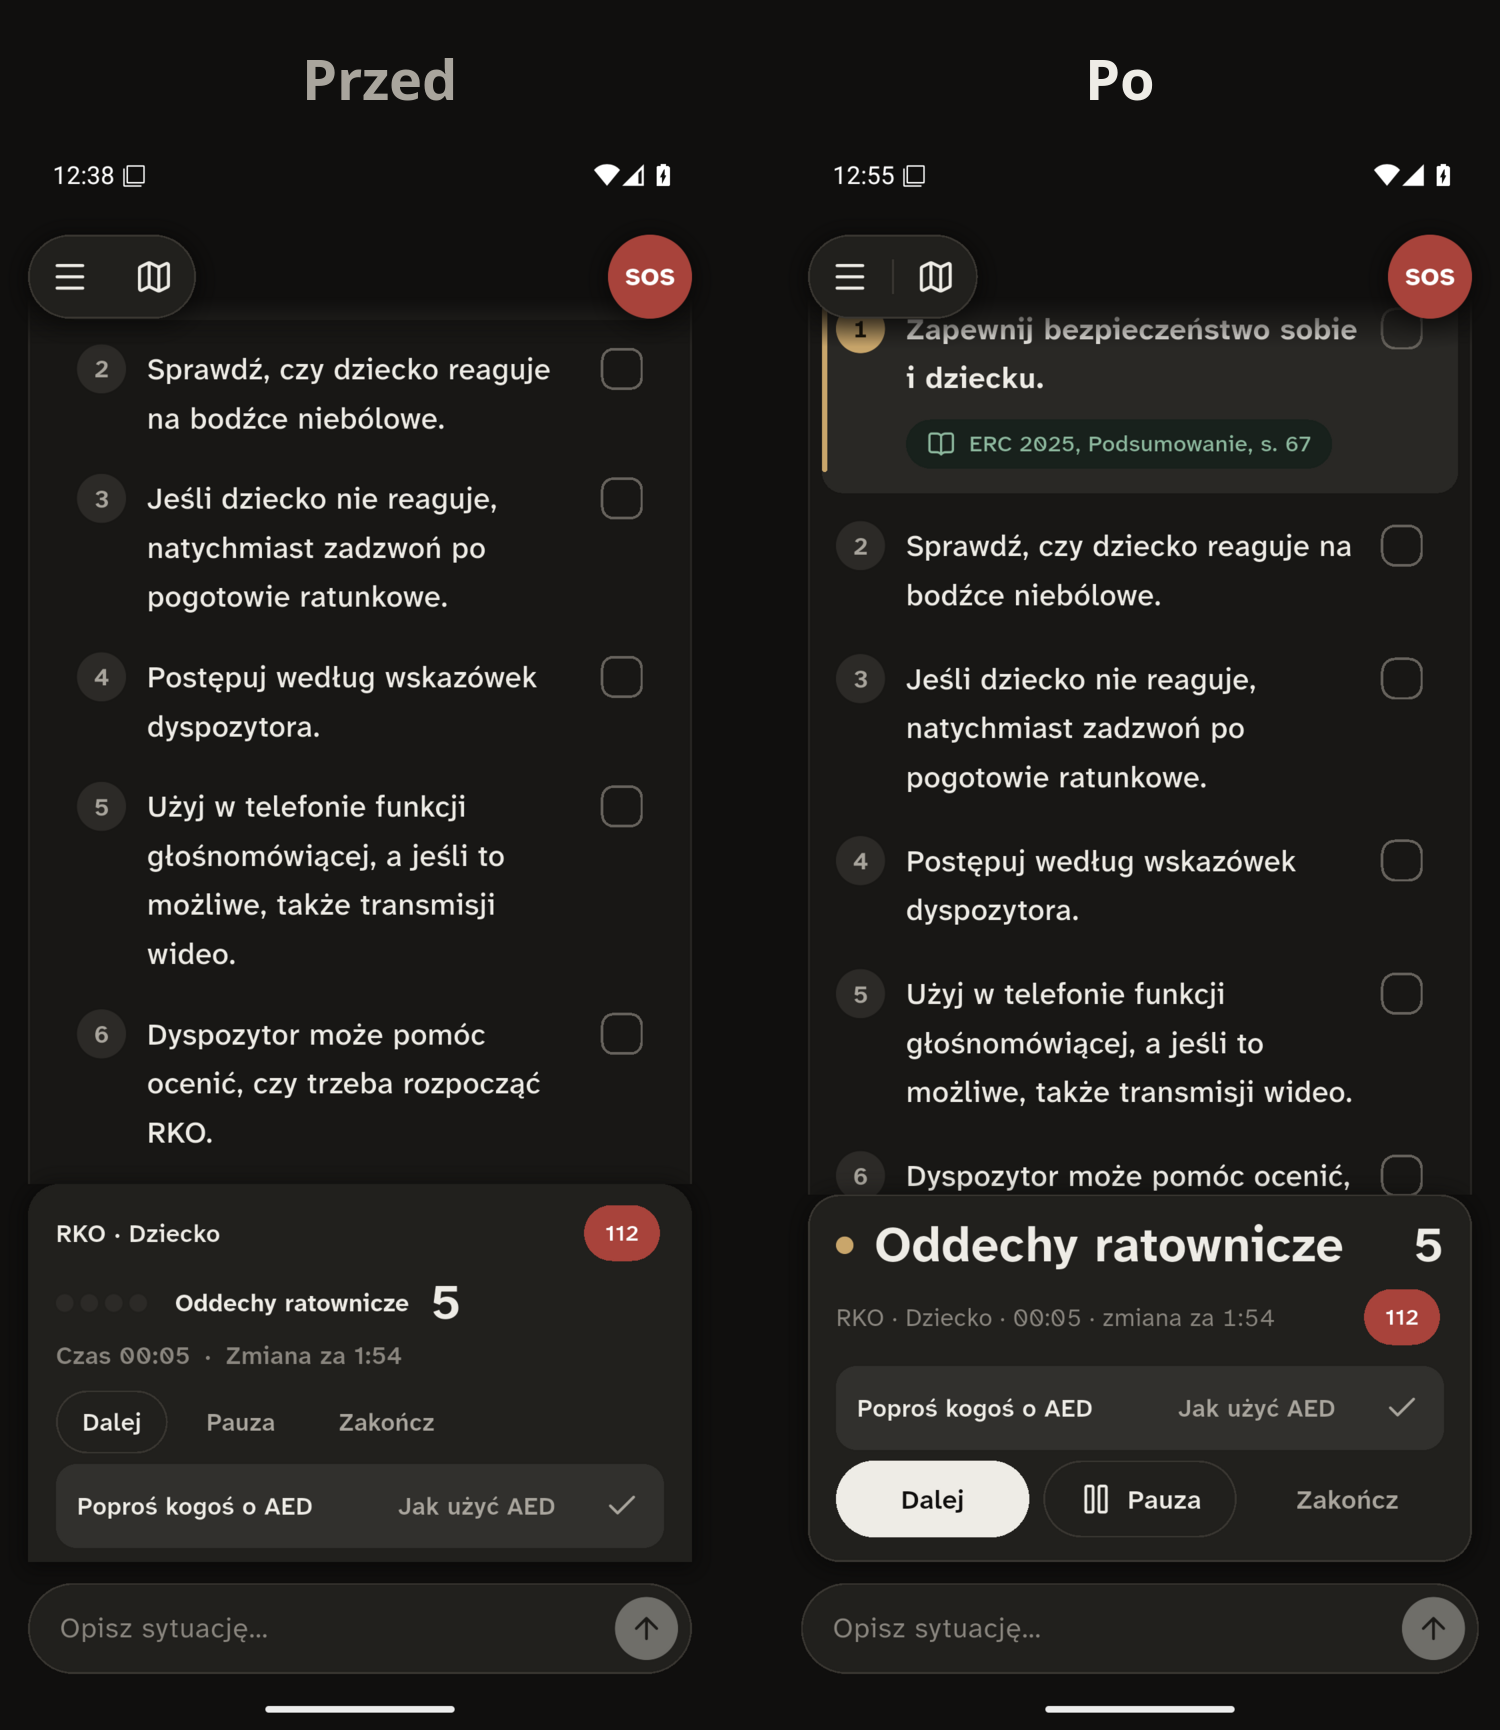 Przed
12:38
SOS
2 Sprawdź, czy dziecko reaguje
na bodźce niebólowe.
3 Jeśli dziecko nie reaguje,
natychmiast zadzwoń po
pogotowie ratunkowe.
4 Postępuj według wskazówek
dyspozytora.
5 Użyj w telefonie funkcji
głośnomówiącej, a jeśli to
możliwe, także transmisji
wideo.
6 Dyspozytor może pomóc
ocenić, czy trzeba rozpocząć
RKO.
RKO · Dziecko 112
Oddechy ratownicze 5
Czas 00:05 · Zmiana za 1:54
Dalej Pauza Zakończ
Poproś kogoś o AED Jak użyć AED
Opisz sytuację...
Po
12:55
SOS
1 Zapewnij bezpieczeństwo sobie
i dziecku.
ERC 2025, Podsumowanie, s. 67
2 Sprawdź, czy dziecko reaguje na
bodźce niebólowe.
3 Jeśli dziecko nie reaguje,
natychmiast zadzwoń po
pogotowie ratunkowe.
4 Postępuj według wskazówek
dyspozytora.
5 Użyj w telefonie funkcji
głośnomówiącej, a jeśli to
możliwe, także transmisji wideo.
6 Dyspozytor może pomóc ocenić,
Oddechy ratownicze 5
RKO · Dziecko · 00:05 · zmiana za 1:54 112
Poproś kogoś o AED Jak użyć AED
Dalej Pauza Zakończ
Opisz sytuację...